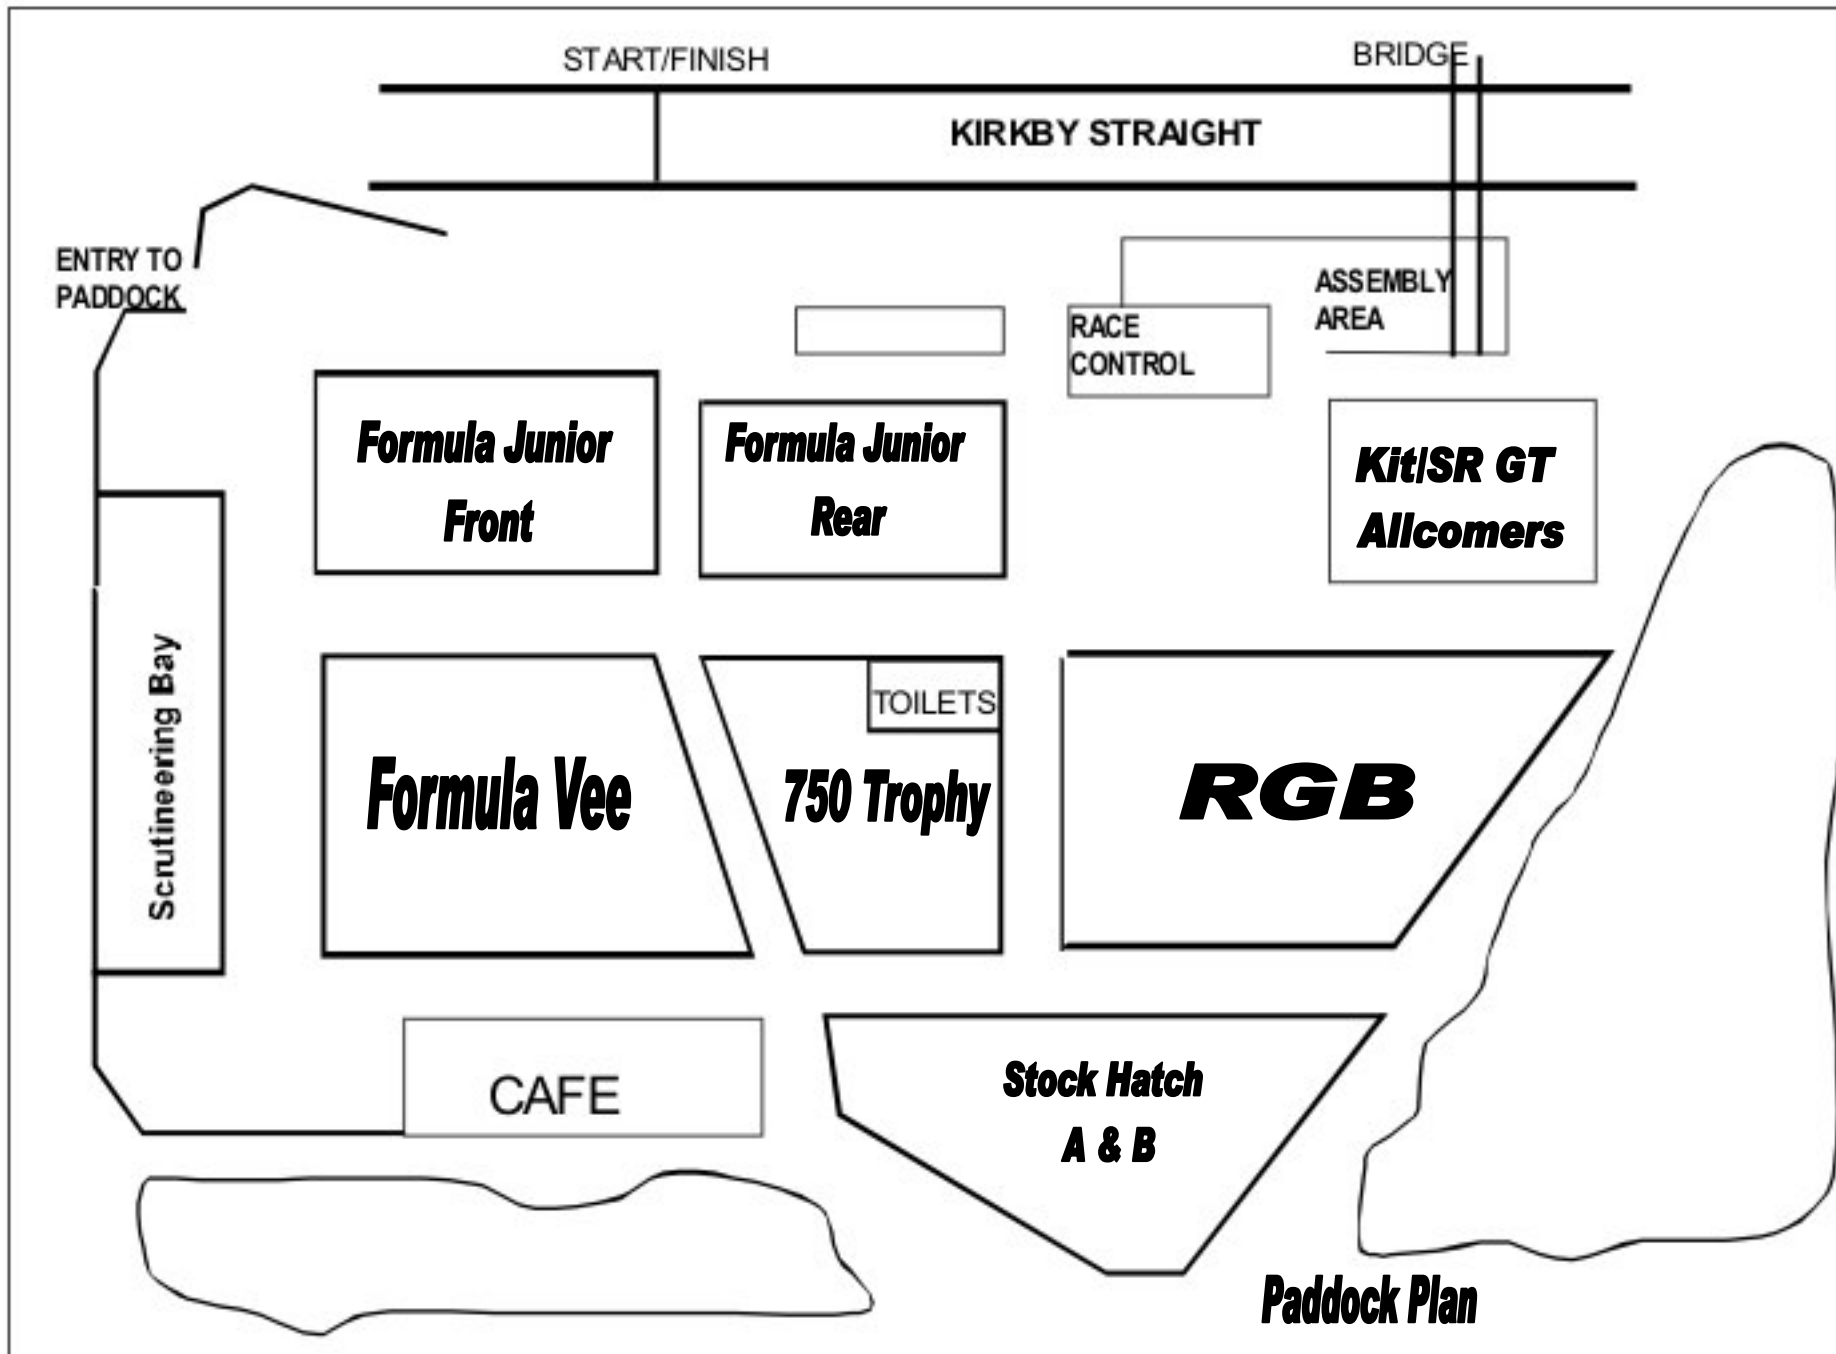 START/FINISH
BRIDGE
KIRKBY STRAIGHT
ENTRY TO
PADDOCK
ASSEMBLY
AREA
RACE
CONTROL
Formula Junior
Front
Formula Junior
Rear
Kit/SR GT
Allcomers
Scrutineering Bay
Formula Vee
TOILETS
750 Trophy
RGB
CAFE
Stock Hatch
A & B
Paddock Plan